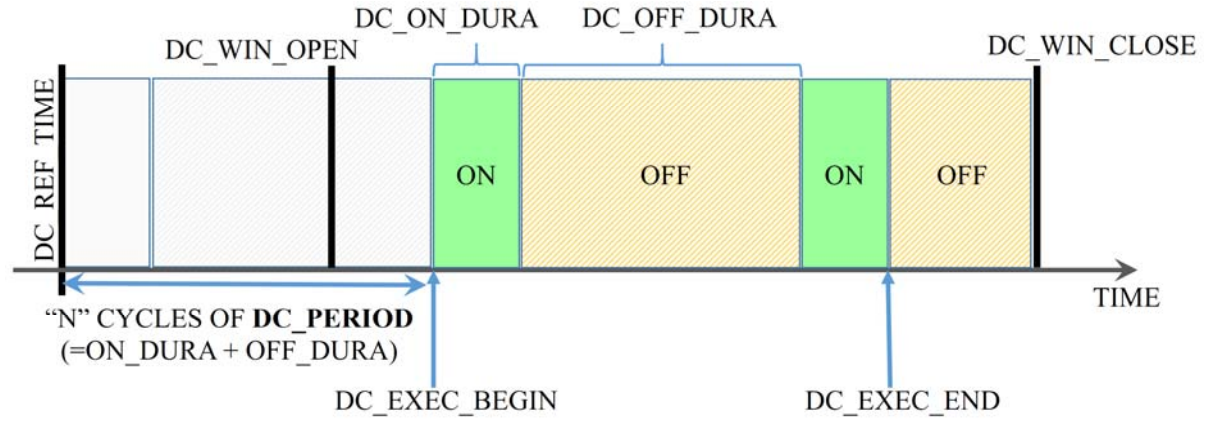 DC_ON_DURA
DC_OFF_DURA
DC_WIN_OPEN
DC_WIN_CLOSE
DC REF TIME
ON
OFF
ON
OFF
TIME
“N” CYCLES OF DC_PERIOD
(=ON_DURA + OFF_DURA)
DC_EXEC_BEGIN
DC_EXEC_END